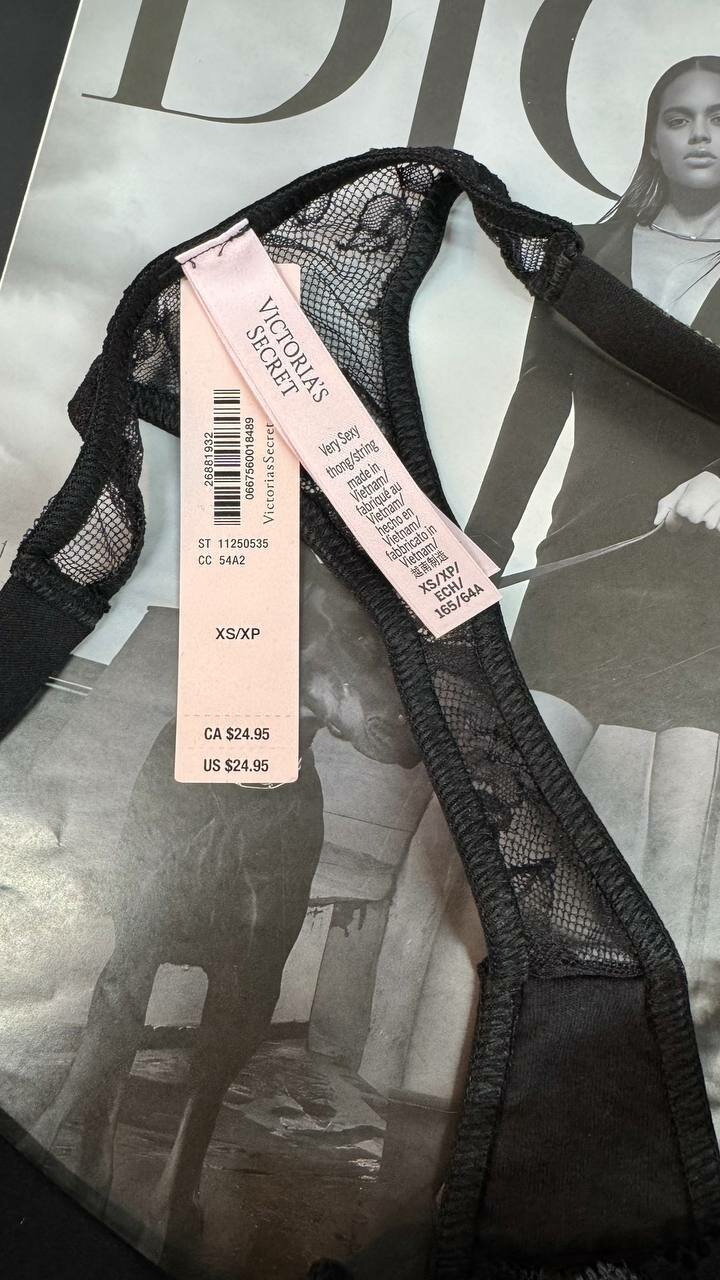 DIO
VICTORIA'S
SECRET
Very Sexy
thong/string
made in
Vietnam/
fabriqué au
Vietnam/
hecho en
Vietnam/
fabbricato in
Vietnam/
越南制造
XS/XP/
ECH/
165/64A
26881932
0667560018489
VictoriasSecret
ST 11250535
CC 54A2
XS/XP
CA $24.95
US $24.95